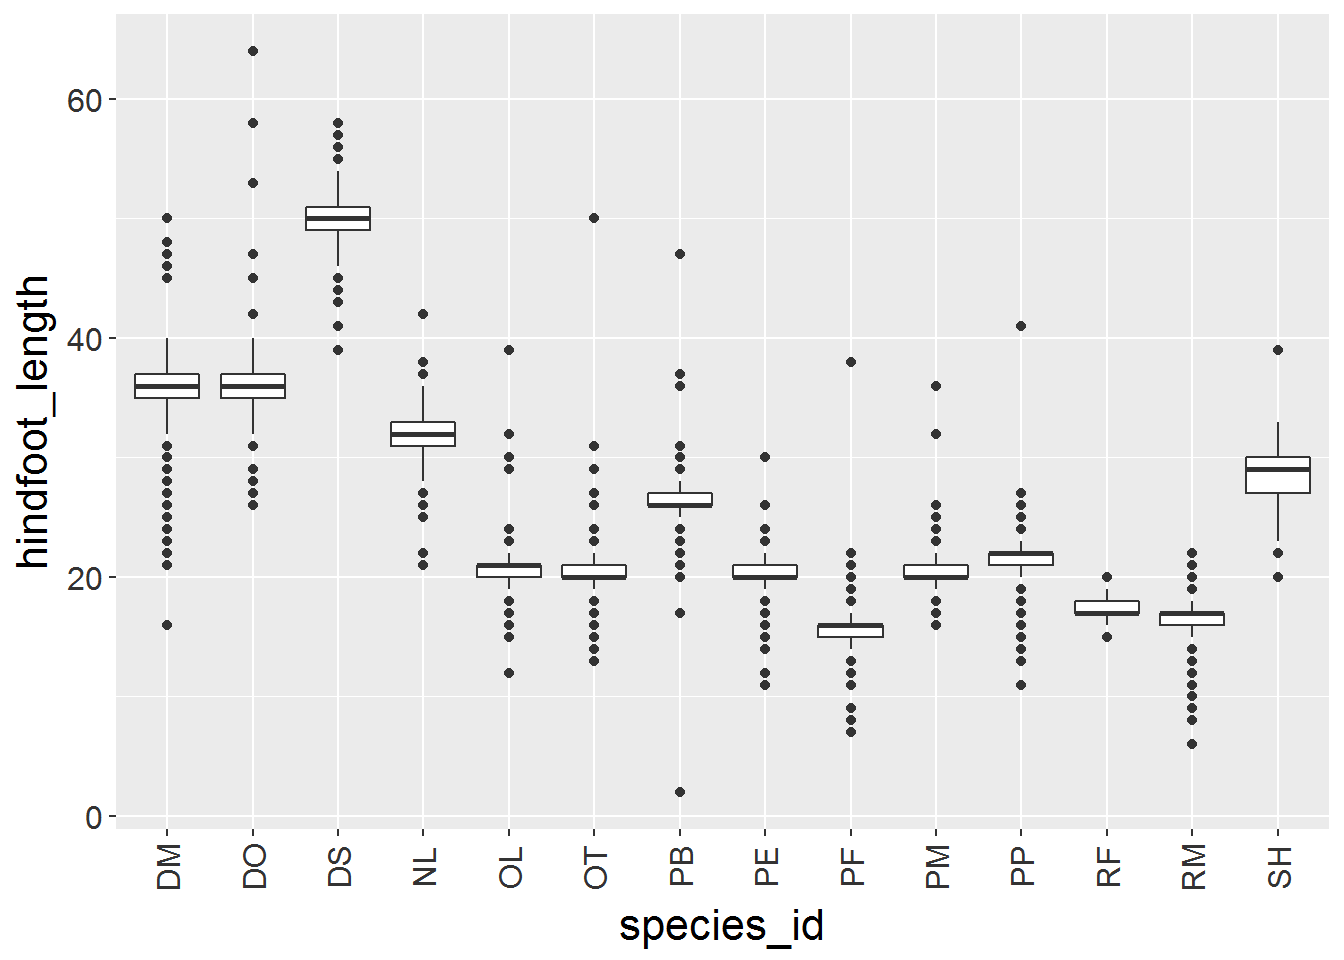 hindfoot_length
60
40
20
0
DM DO DS NL OL OT PB PE PF PM PP RF RM SH
species_id